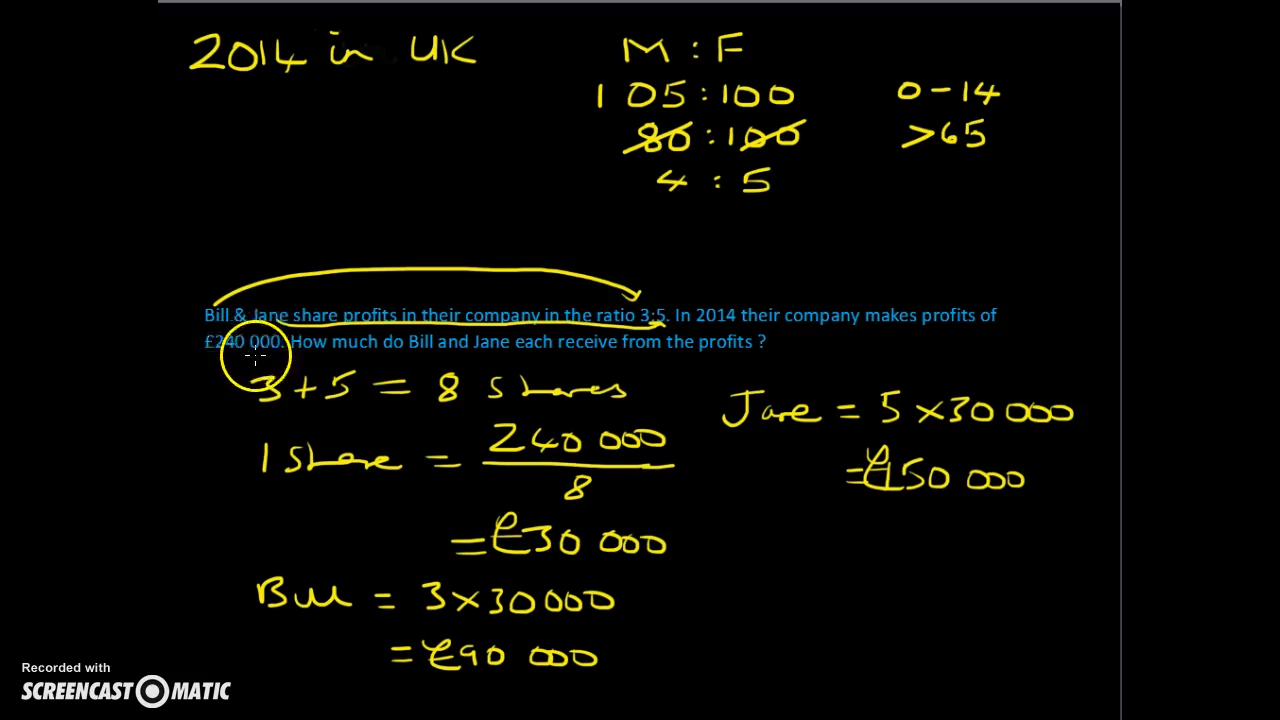 2014 in UK
M : F
105 : 100 0 - 14
80 : 100 >65
4 : 5
Bill & Jane share profits in their company in the ratio 3:5. In 2014 their company makes profits of
£240 000. How much do Bill and Jane each receive from the profits ?
3 + 5 = 8 shares
1 share = 240 000
8
= £30 000
Bill = 3 x 30000
= £90 000
Jane = 5 x 30 000
= £150 000
Recorded with
SCREENCAST MATIC